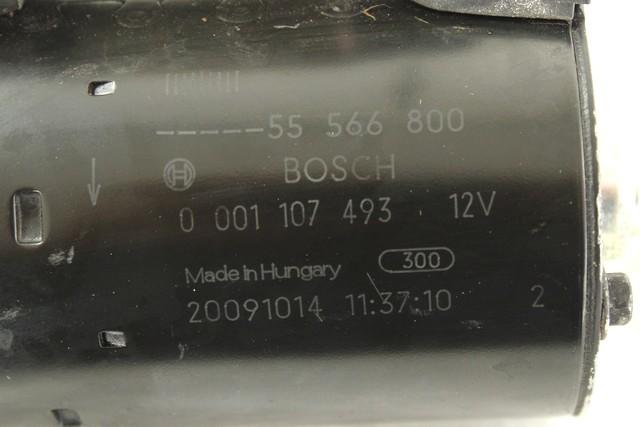 -----55 566 800
BOSCH
0 001 107 493 12V
Made in Hungary 300
20091014 11:37:10 2